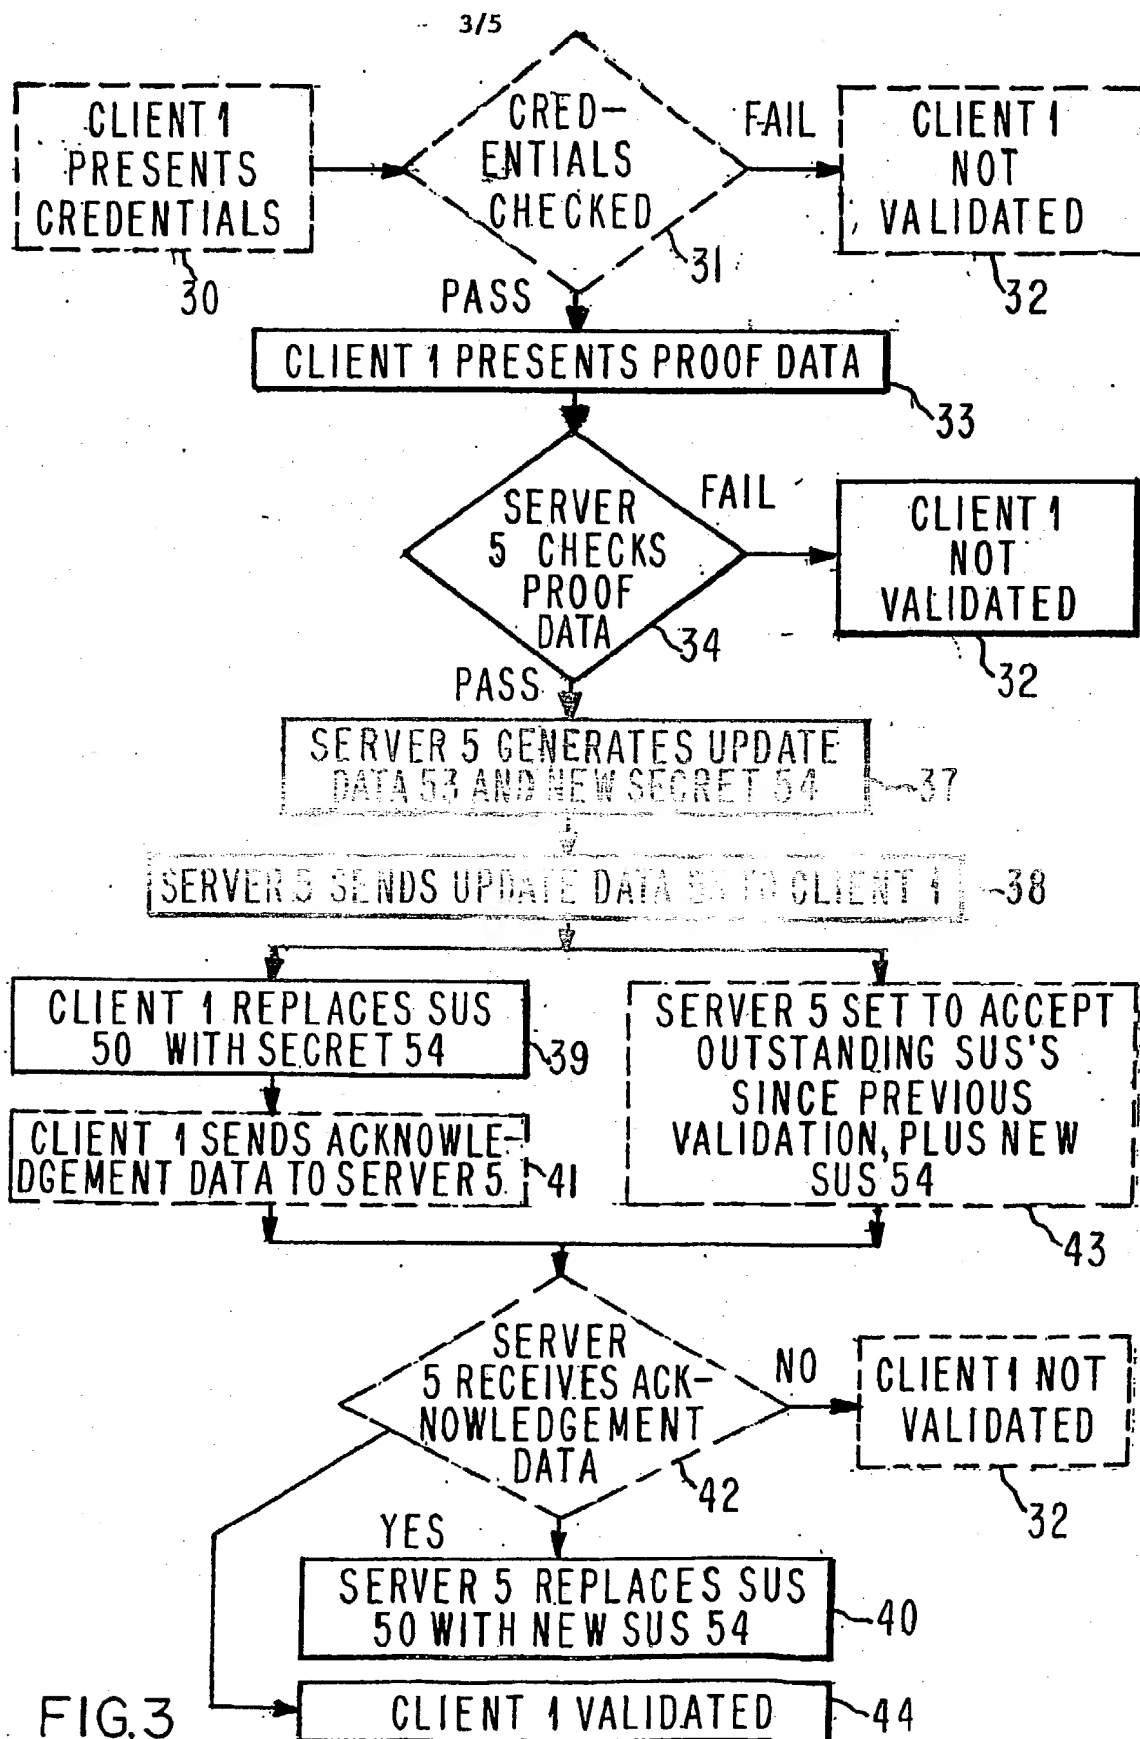 3/5
CLIENT 1
PRESENTS
CREDENTIALS
30
CRED-
ENTIALS
CHECKED
31
FAIL
CLIENT 1
NOT
VALIDATED
32
PASS
CLIENT 1 PRESENTS PROOF DATA
33
SERVER
5 CHECKS
PROOF
DATA
34
FAIL
CLIENT 1
NOT
VALIDATED
32
PASS
SERVER 5 GENERATES UPDATE
DATA 53 AND NEW SECRET 54
37
SERVER 5 SENDS UPDATE DATA 53 TO CLIENT 1
38
CLIENT 1 REPLACES SUS
50 WITH SECRET 54
39
CLIENT 1 SENDS ACKNOWLE-
DGEMENT DATA TO SERVER 5.
41
SERVER 5 SET TO ACCEPT
OUTSTANDING SUS'S
SINCE PREVIOUS
VALIDATION, PLUS NEW
SUS 54
43
SERVER
5 RECEIVES ACK-
NOWLEDGEMENT
DATA
42
NO
CLIENT 1 NOT
VALIDATED
32
YES
SERVER 5 REPLACES SUS
50 WITH NEW SUS 54
40
CLIENT 1 VALIDATED
44
FIG.3